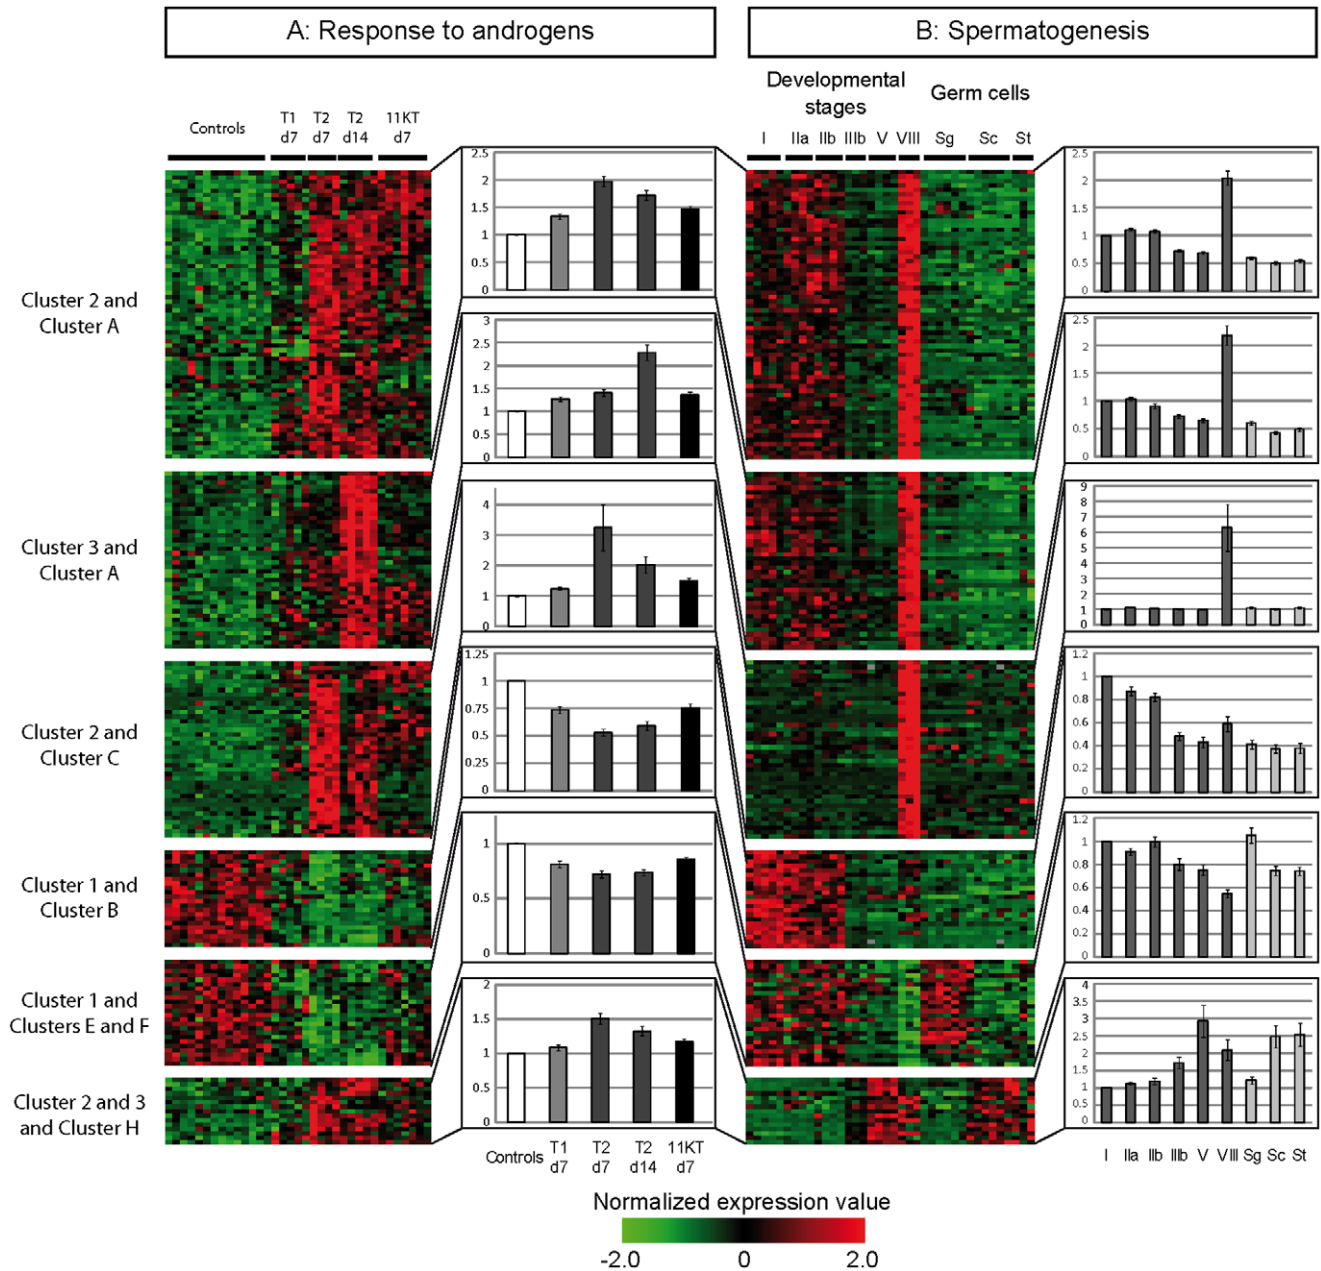 A: Response to androgens
B: Spermatogenesis
Developmental
stages
Germ cells
Controls
T1
d7
T2
d7
T2
d14
11KT
d7
I IIa IIb IIIb V VIII Sg Sc St
Cluster 2 and
Cluster A
2.5
2
1.5
1
0.5
0
2.5
2
1.5
1
0.5
0
3
2.5
2
1.5
1
0.5
0
2.5
2
1.5
1
0.5
0
Cluster 3 and
Cluster A
4
3
2
1
0
9
8
7
6
5
4
3
2
1
0
Cluster 2 and
Cluster C
1.25
1
0.75
0.5
0.25
0
1.2
1
0.8
0.6
0.4
0.2
0
Cluster 1 and
Cluster B
1
0.5
0
1.2
1
0.8
0.6
0.4
0.2
0
Cluster 1 and
Clusters E and F
2
1.5
1
0.5
0
4
3.5
3
2.5
2
1.5
1
0.5
0
Cluster 2 and 3
and Cluster H
Controls
T1
d7
T2
d7
T2
d14
11KT
d7
I IIa IIb IIIb V VIII Sg Sc St
Normalized expression value
-2.0 0 2.0